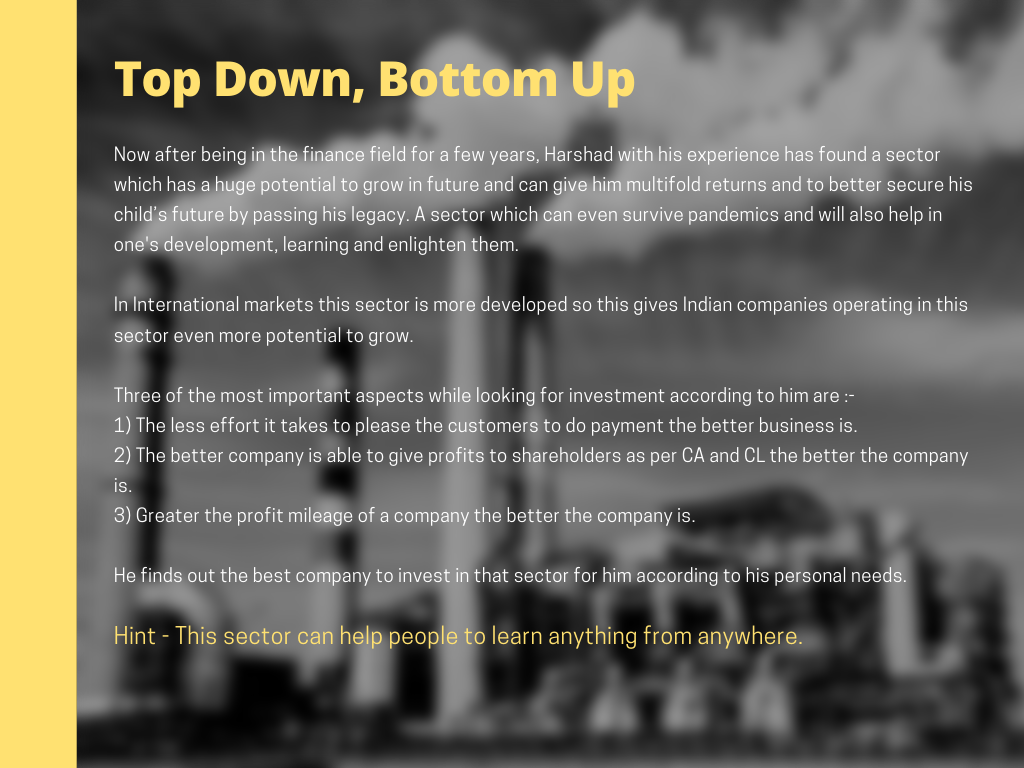 Top Down, Bottom Up
Now after being in the finance field for a few years, Harshad with his experience has found a sector
which has a huge potential to grow in future and can give him multifold returns and to better secure his
child's future by passing his legacy. A sector which can even survive pandemics and will also help in
one's development, learning and enlighten them.
In International markets this sector is more developed so this gives Indian companies operating in this
sector even more potential to grow.
Three of the most important aspects while looking for investment according to him are :-
1) The less effort it takes to please the customers to do payment the better business is.
2) The better company is able to give profits to shareholders as per CA and CL the better the company
is.
3) Greater the profit mileage of a company the better the company is.
He finds out the best company to invest in that sector for him according to his personal needs.
Hint - This sector can help people to learn anything from anywhere.